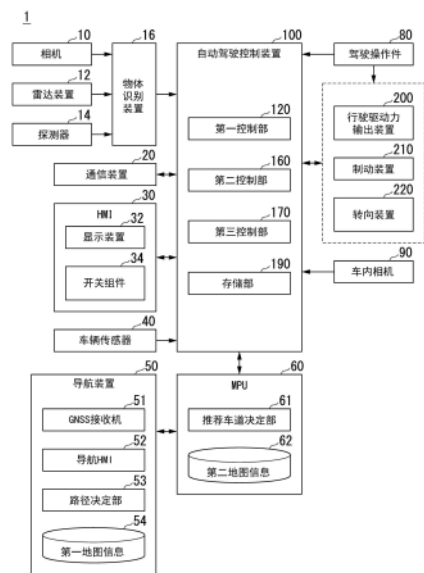 1
10
相机
12
雷达装置
14
探测器
16
物体
识别
装置
20
通信装置
30
HMI
32
显示装置
34
开关组件
40
车辆传感器
100
自动驾驶控制装置
120
第一控制部
160
第二控制部
170
第三控制部
190
存储部
80
驾驶操作件
200
行驶驱动力
输出装置
210
制动装置
220
转向装置
90
车内相机
50
导航装置
51
GNSS接收机
52
导航HMI
53
路径决定部
54
第一地图信息
60
MPU
61
推荐车道决定部
62
第二地图信息